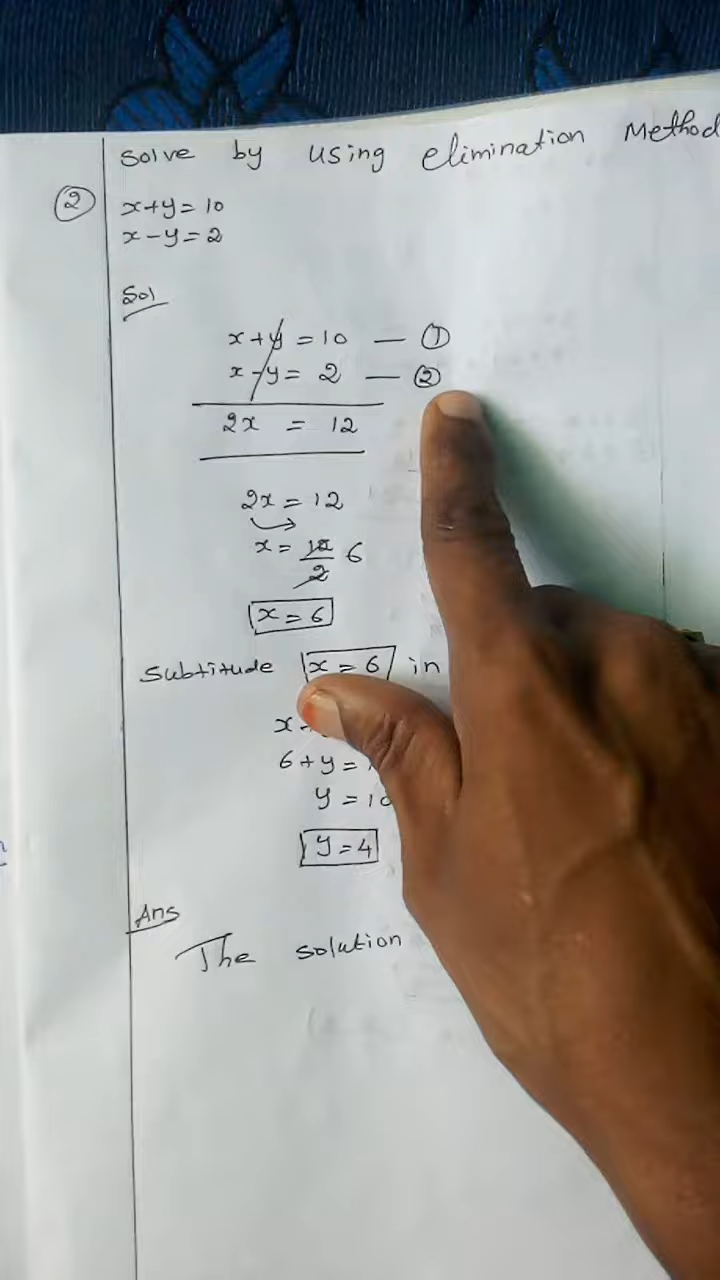 Solve by using elimination Method
② x+y=10
x-y=2
Sol
x+y=10 — ①
x-y=2 — ②
2x = 12
2x=12
x=12/2 6
x=6
Subtitude x=6 in
x
6+y=
y=10
y=4
Ans
The solution